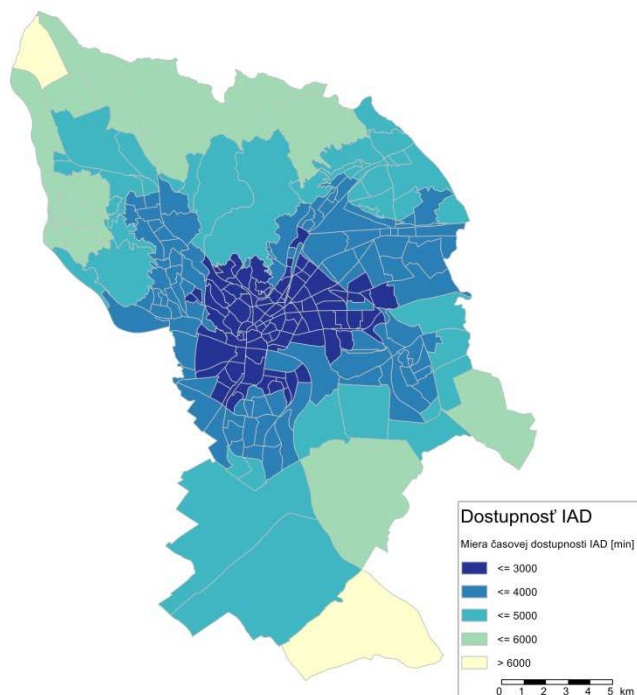 Dostupnosť IAD
Miera časovej dostupnosti IAD [min]
<= 3000
<= 4000
<= 5000
<= 6000
> 6000
0 1 2 3 4 5 km